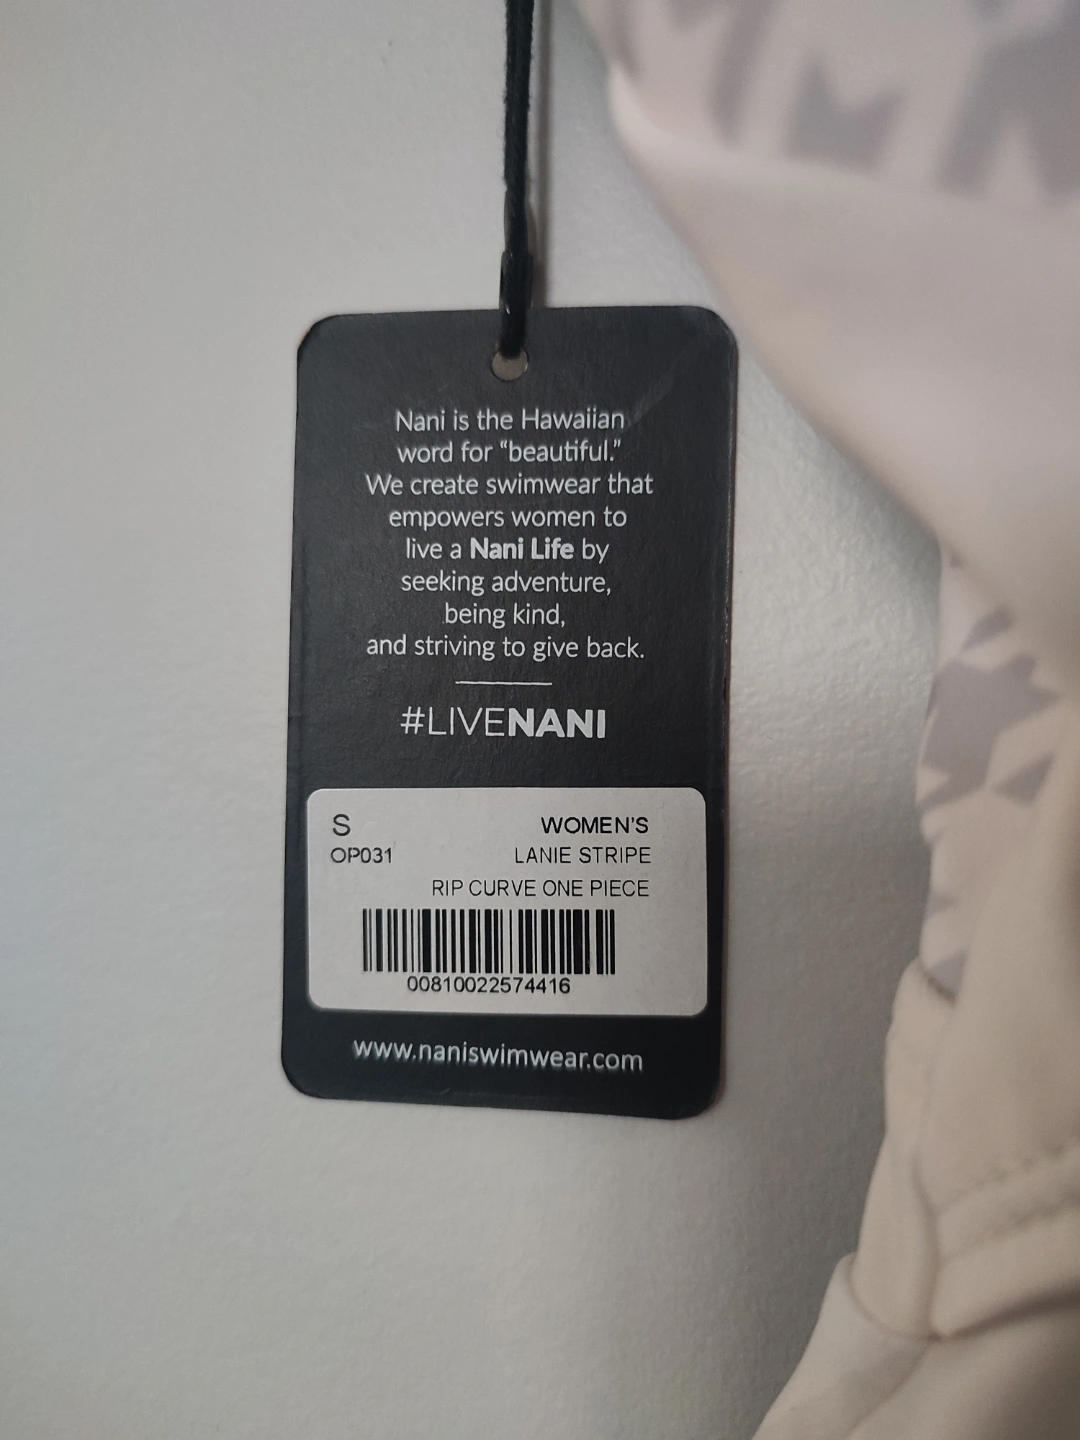 Nani is the Hawaiian
word for “beautiful.”
We create swimwear that
empowers women to
live a Nani Life by
seeking adventure,
being kind,
and striving to give back.
#LIVENANI
S WOMEN'S
OP031 LANIE STRIPE
RIP CURVE ONE PIECE
00810022574416
www.naniswimwear.com